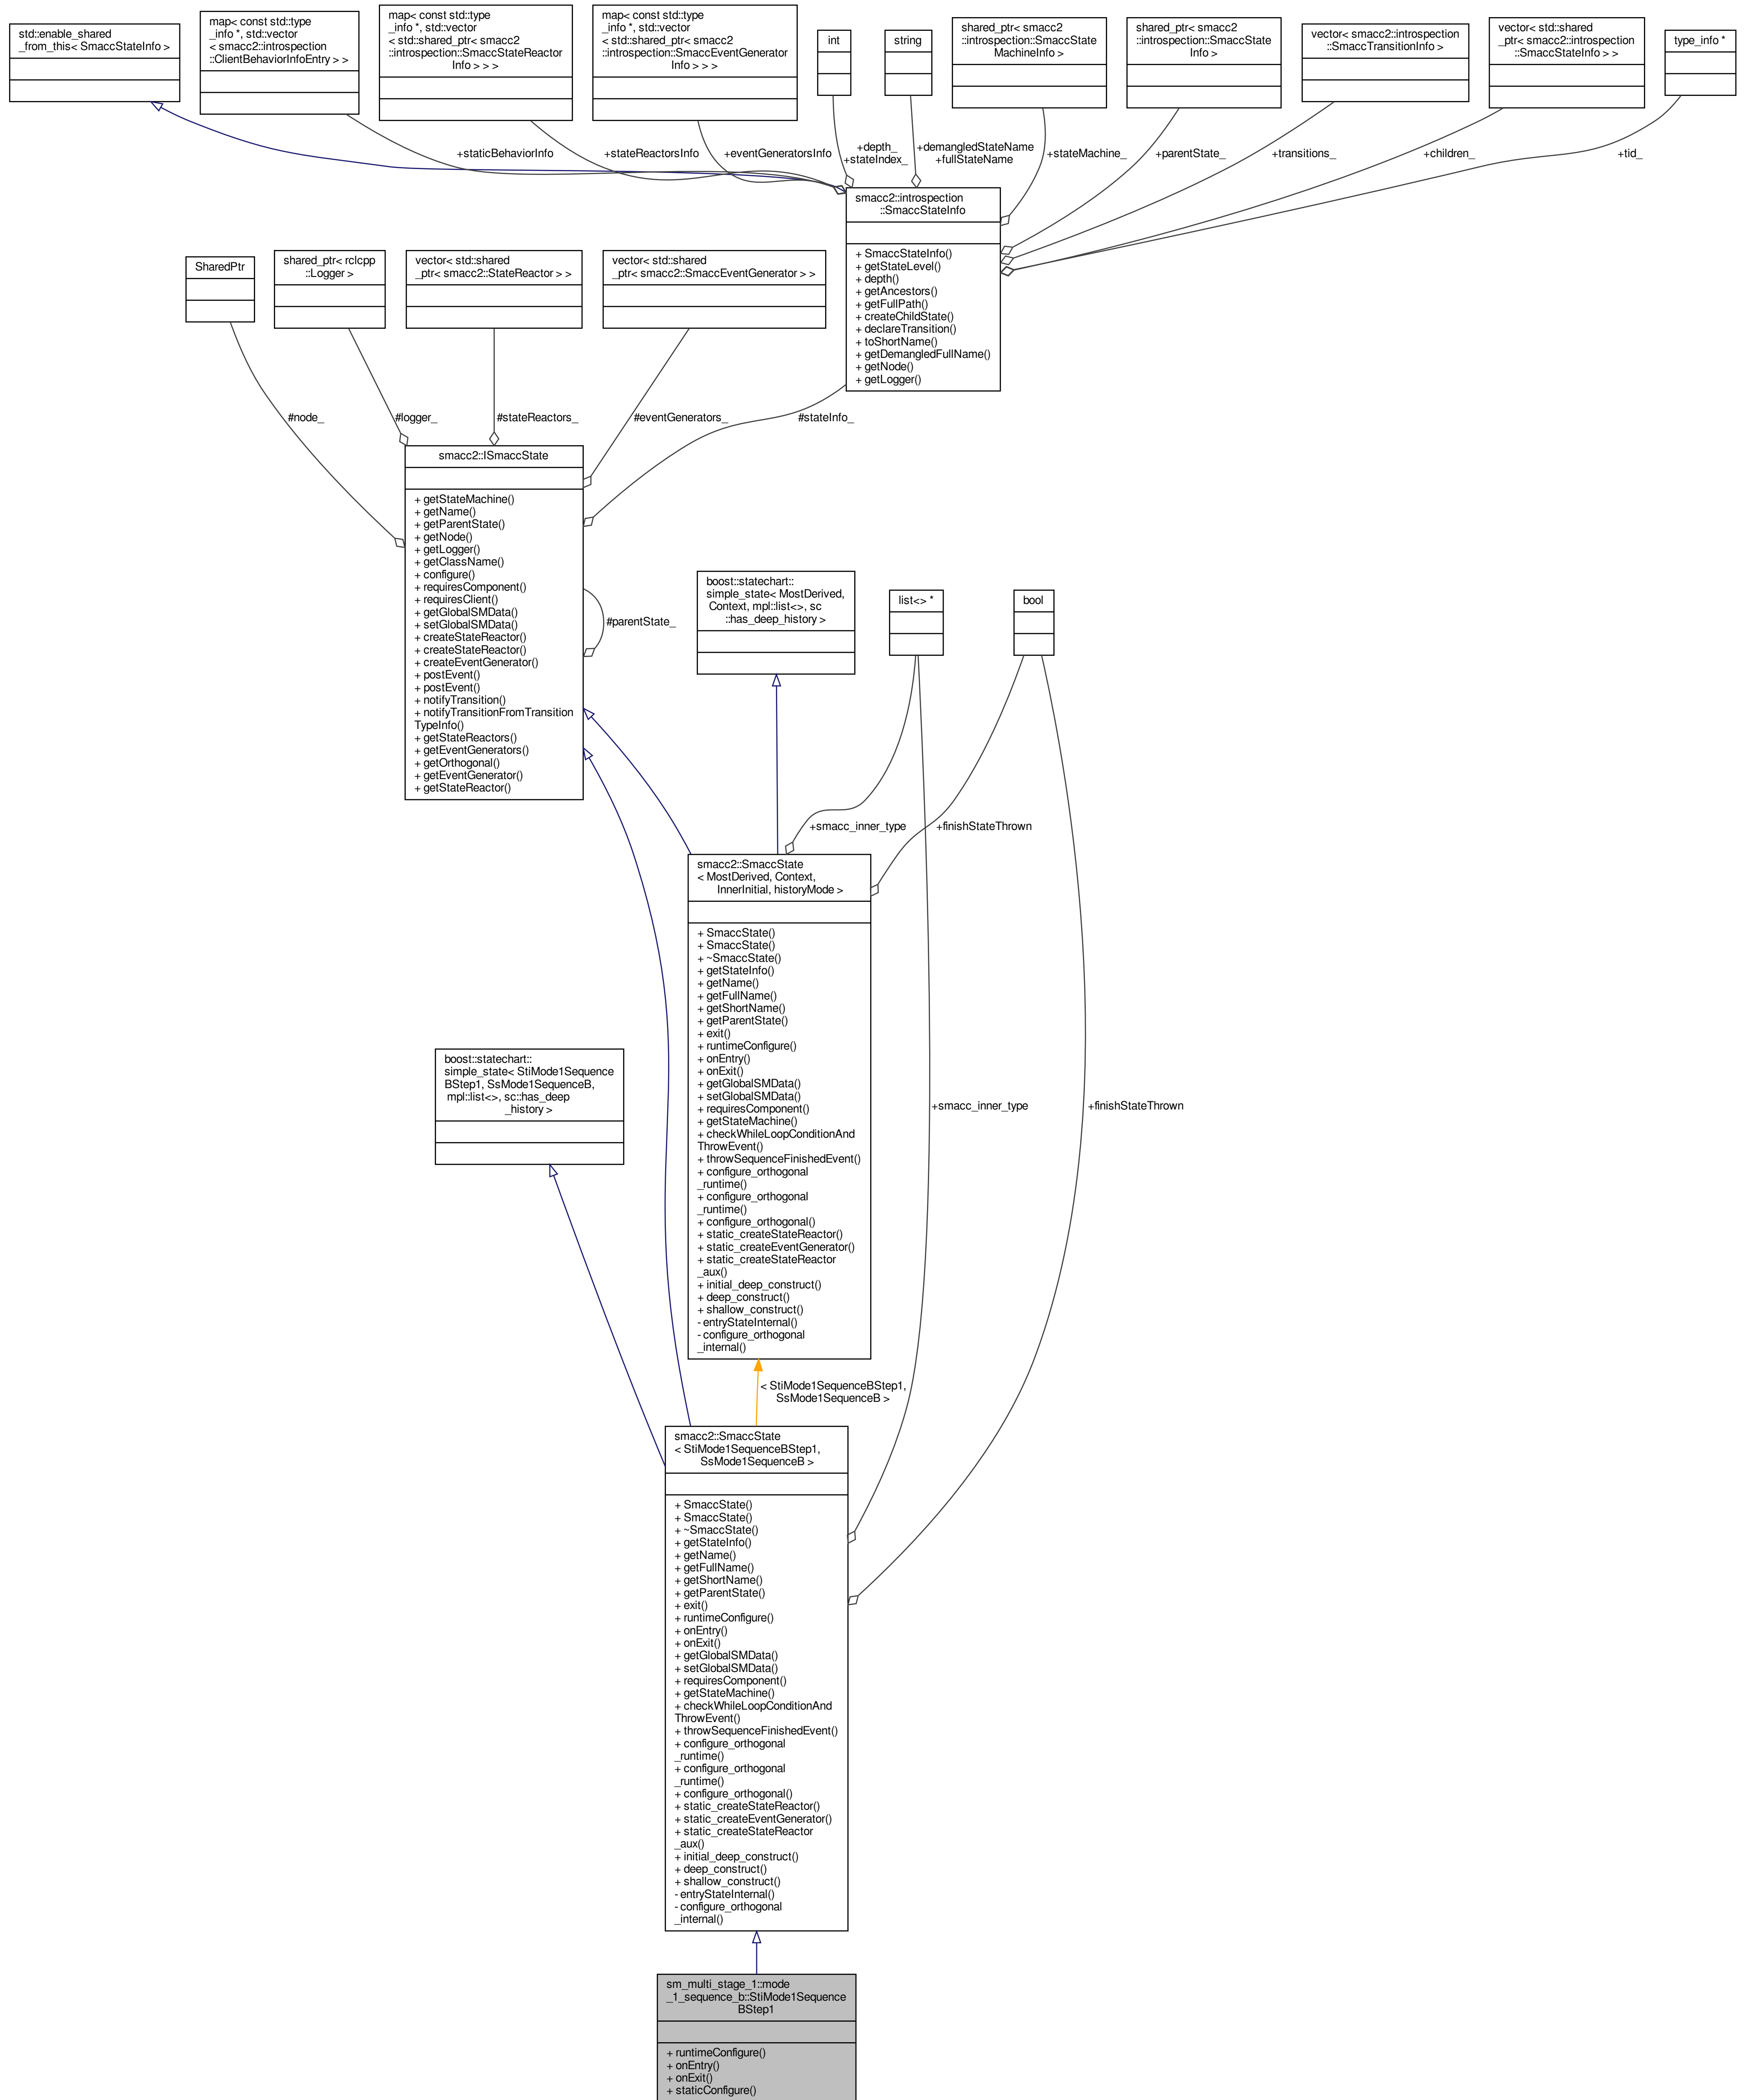 std::enable_shared
_from_this< SmaccStateInfo >
map< const std::type
_info *, std::vector
< smacc2::introspection
::ClientBehaviorInfoEntry > >
map< const std::type
_info *, std::vector
< std::shared_ptr< smacc2
::introspection::SmaccStateReactor
Info > > >
map< const std::type
_info *, std::vector
< std::shared_ptr< smacc2
::introspection::SmaccEventGenerator
Info > > >
int
string
shared_ptr< smacc2
::introspection::SmaccState
MachineInfo >
shared_ptr< smacc2
::introspection::SmaccState
Info >
vector< smacc2::introspection
::SmaccTransitionInfo >
vector< std::shared
_ptr< smacc2::introspection
::SmaccStateInfo > >
type_info *
+staticBehaviorInfo
+stateReactorsInfo
+eventGeneratorsInfo
+depth_
+stateIndex_
+demangledStateName
+fullStateName
+stateMachine_
+parentState_
+transitions_
+children_
+tid_
smacc2::introspection
::SmaccStateInfo
+ SmaccStateInfo()
+ getStateLevel()
+ depth()
+ getAncestors()
+ getFullPath()
+ createChildState()
+ declareTransition()
+ toShortName()
+ getDemangledFullName()
+ getNode()
+ getLogger()
SharedPtr
shared_ptr< rclcpp
::Logger >
vector< std::shared
_ptr< smacc2::StateReactor > >
vector< std::shared
_ptr< smacc2::SmaccEventGenerator > >
#node_
#logger_
#stateReactors_
#eventGenerators_
#stateInfo_
smacc2::ISmaccState
+ getStateMachine()
+ getName()
+ getParentState()
+ getNode()
+ getLogger()
+ getClassName()
+ configure()
+ requiresComponent()
+ requiresClient()
+ getGlobalSMData()
+ setGlobalSMData()
+ createStateReactor()
+ createStateReactor()
+ createEventGenerator()
+ postEvent()
+ postEvent()
+ notifyTransition()
+ notifyTransitionFromTransition
TypeInfo()
+ getStateReactors()
+ getEventGenerators()
+ getOrthogonal()
+ getEventGenerator()
+ getStateReactor()
#parentState_
boost::statechart::
simple_state< MostDerived,
Context, mpl::list<>, sc
::has_deep_history >
list<> *
bool
+smacc_inner_type
+finishStateThrown
smacc2::SmaccState
< MostDerived, Context,
InnerInitial, historyMode >
+ SmaccState()
+ SmaccState()
+ ~SmaccState()
+ getStateInfo()
+ getName()
+ getFullName()
+ getShortName()
+ getParentState()
+ exit()
+ runtimeConfigure()
+ onEntry()
+ onExit()
+ getGlobalSMData()
+ setGlobalSMData()
+ requiresComponent()
+ getStateMachine()
+ checkWhileLoopConditionAnd
ThrowEvent()
+ throwSequenceFinishedEvent()
+ configure_orthogonal
_runtime()
+ configure_orthogonal
_runtime()
+ configure_orthogonal()
+ static_createStateReactor()
+ static_createEventGenerator()
+ static_createStateReactor
_aux()
+ initial_deep_construct()
+ deep_construct()
+ shallow_construct()
- entryStateInternal()
- configure_orthogonal
_internal()
boost::statechart::
simple_state< StiMode1Sequence
BStep1, SsMode1SequenceB,
mpl::list<>, sc::has_deep
_history >
+smacc_inner_type
+finishStateThrown
< StiMode1SequenceBStep1,
SsMode1SequenceB >
smacc2::SmaccState
< StiMode1SequenceBStep1,
SsMode1SequenceB >
+ SmaccState()
+ SmaccState()
+ ~SmaccState()
+ getStateInfo()
+ getName()
+ getFullName()
+ getShortName()
+ getParentState()
+ exit()
+ runtimeConfigure()
+ onEntry()
+ onExit()
+ getGlobalSMData()
+ setGlobalSMData()
+ requiresComponent()
+ getStateMachine()
+ checkWhileLoopConditionAnd
ThrowEvent()
+ throwSequenceFinishedEvent()
+ configure_orthogonal
_runtime()
+ configure_orthogonal
_runtime()
+ configure_orthogonal()
+ static_createStateReactor()
+ static_createEventGenerator()
+ static_createStateReactor
_aux()
+ initial_deep_construct()
+ deep_construct()
+ shallow_construct()
- entryStateInternal()
- configure_orthogonal
_internal()
sm_multi_stage_1::mode
_1_sequence_b::StiMode1Sequence
BStep1
+ runtimeConfigure()
+ onEntry()
+ onExit()
+ staticConfigure()